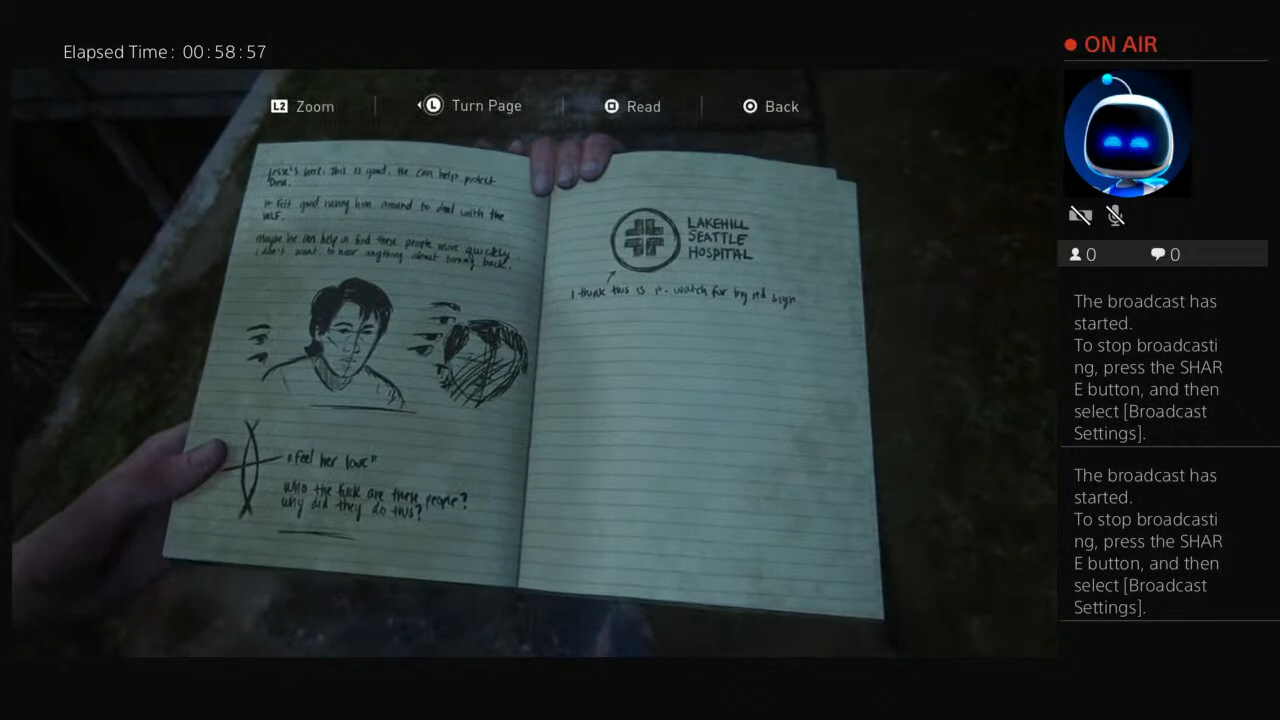 Elapsed Time: 00:58:57
L2 Zoom
L Turn Page
Read
Back
Jesse's here. This is good. He can help protect
Dina.
It felt good having him around to deal with the
WLF.
Maybe he can help us find these people more quickly.
I don't want to hear anything about turning back.
"Feel her love"
Who the fuck are these people?
Why did they do this?
LAKEHILL
SEATTLE
HOSPITAL
I think this is it. Watch for big red sign
ON AIR
0
0
The broadcast has
started.
To stop broadcasti
ng, press the SHAR
E button, and then
select [Broadcast
Settings].
The broadcast has
started.
To stop broadcasti
ng, press the SHAR
E button, and then
select [Broadcast
Settings].